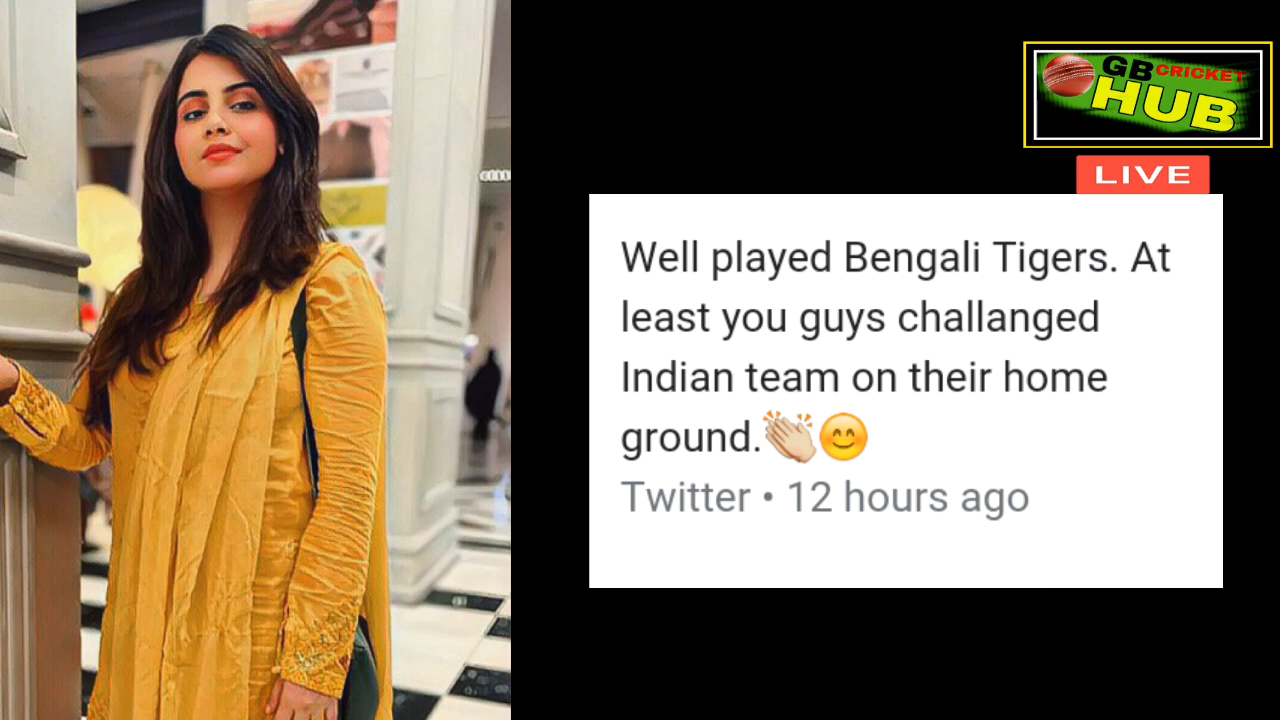 GB CRICKET
HUB
LIVE
Well played Bengali Tigers. At
least you guys challanged
Indian team on their home
ground.👏🏼😊
Twitter • 12 hours ago